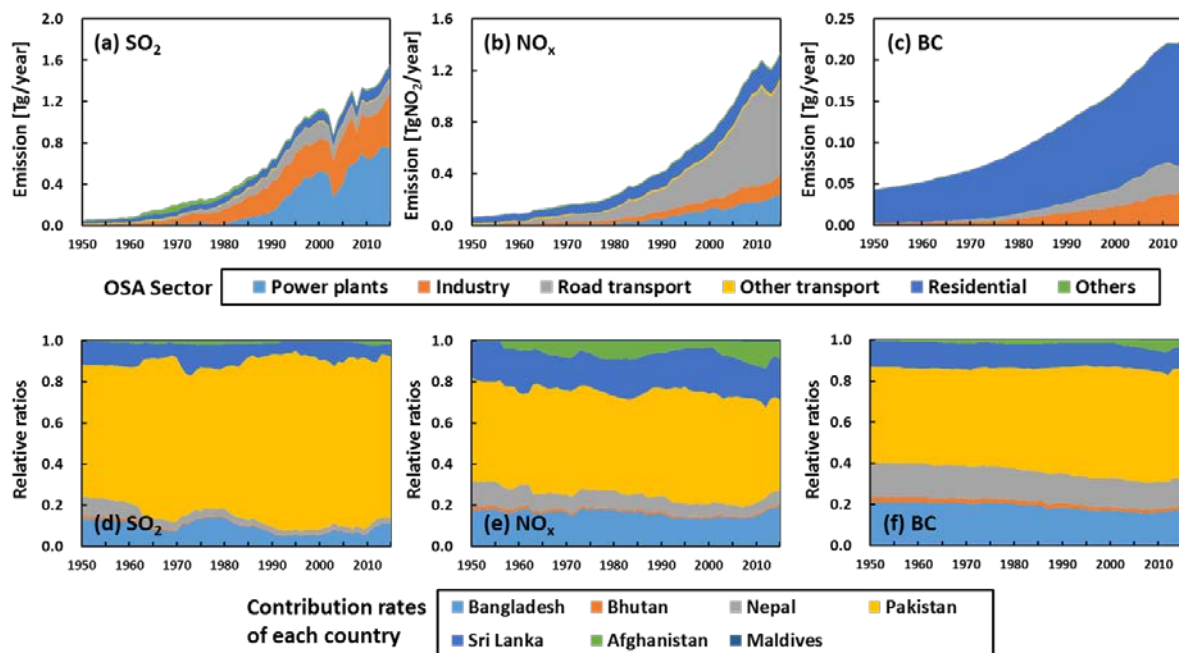 (a) SO2
Emission [Tg/year]
2.0
1.6
1.2
0.8
0.4
0.0
1950 1960 1970 1980 1990 2000 2010
(b) NOx
Emission [TgNO2/year]
1.6
1.2
0.8
0.4
0.0
1950 1960 1970 1980 1990 2000 2010
(c) BC
Emission [Tg/year]
0.25
0.20
0.15
0.10
0.05
0.00
1950 1960 1970 1980 1990 2000 2010
OSA Sector
Power plants Industry Road transport Other transport Residential Others
(d) SO2
Relative ratios
1.0
0.8
0.6
0.4
0.2
0.0
1950 1960 1970 1980 1990 2000 2010
(e) NOx
Relative ratios
1.0
0.8
0.6
0.4
0.2
0.0
1950 1960 1970 1980 1990 2000 2010
(f) BC
Relative ratios
1.0
0.8
0.6
0.4
0.2
0.0
1950 1960 1970 1980 1990 2000 2010
Contribution rates
of each country
Bangladesh Bhutan Nepal Pakistan
Sri Lanka Afghanistan Maldives